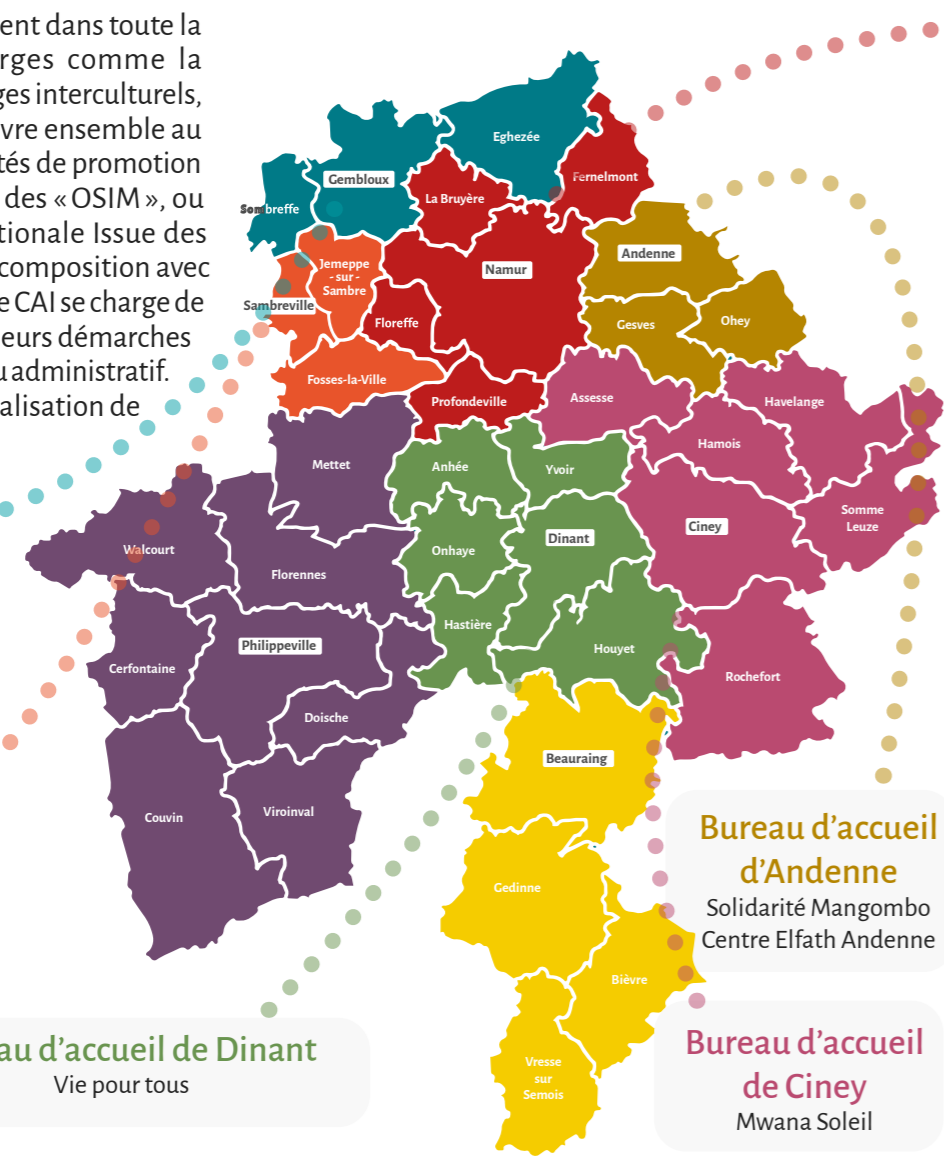 ent dans toute la
rges comme la
ges interculturels,
vre ensemble au
tés de promotion
des « OSIM », ou
tionale Issue des
composition avec
e CAI se charge de
eurs démarches
u administratif.
alisation de
Eghezée
Gembloux
Fernelmont
La Bruyère
Sombreffe
Andenne
Jemeppe
- sur -
Sambre
Namur
Sambreville
Floreffe
Gesves
Ohey
Fosses-la-Ville
Profondeville
Assesse
Havelange
Hamois
Mettet
Anhée
Yvoir
Somme
Leuze
Ciney
Walcourt
Onhaye
Dinant
Florennes
Hastière
Philippeville
Houyet
Cerfontaine
Rochefort
Doische
Beauraing
Couvin
Viroinval
Gedinne
Bièvre
Vresse
sur
Semois
Bureau d’accueil
d’Andenne
Solidarité Mangombo
Centre Elfath Andenne
au d’accueil de Dinant
Vie pour tous
Bureau d’accueil
de Ciney
Mwana Soleil